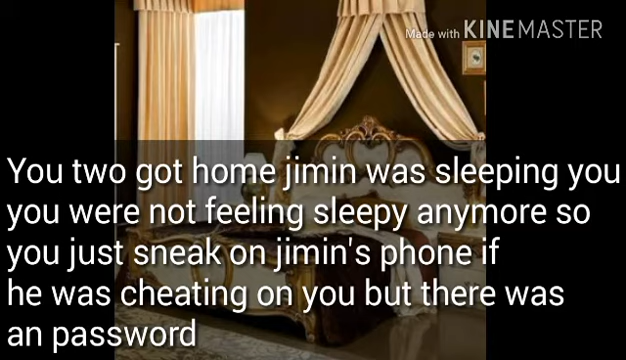 Made with KINEMASTER
You two got home jimin was sleeping you
you were not feeling sleepy anymore so
you just sneak on jimin's phone if
he was cheating on you but there was
an password